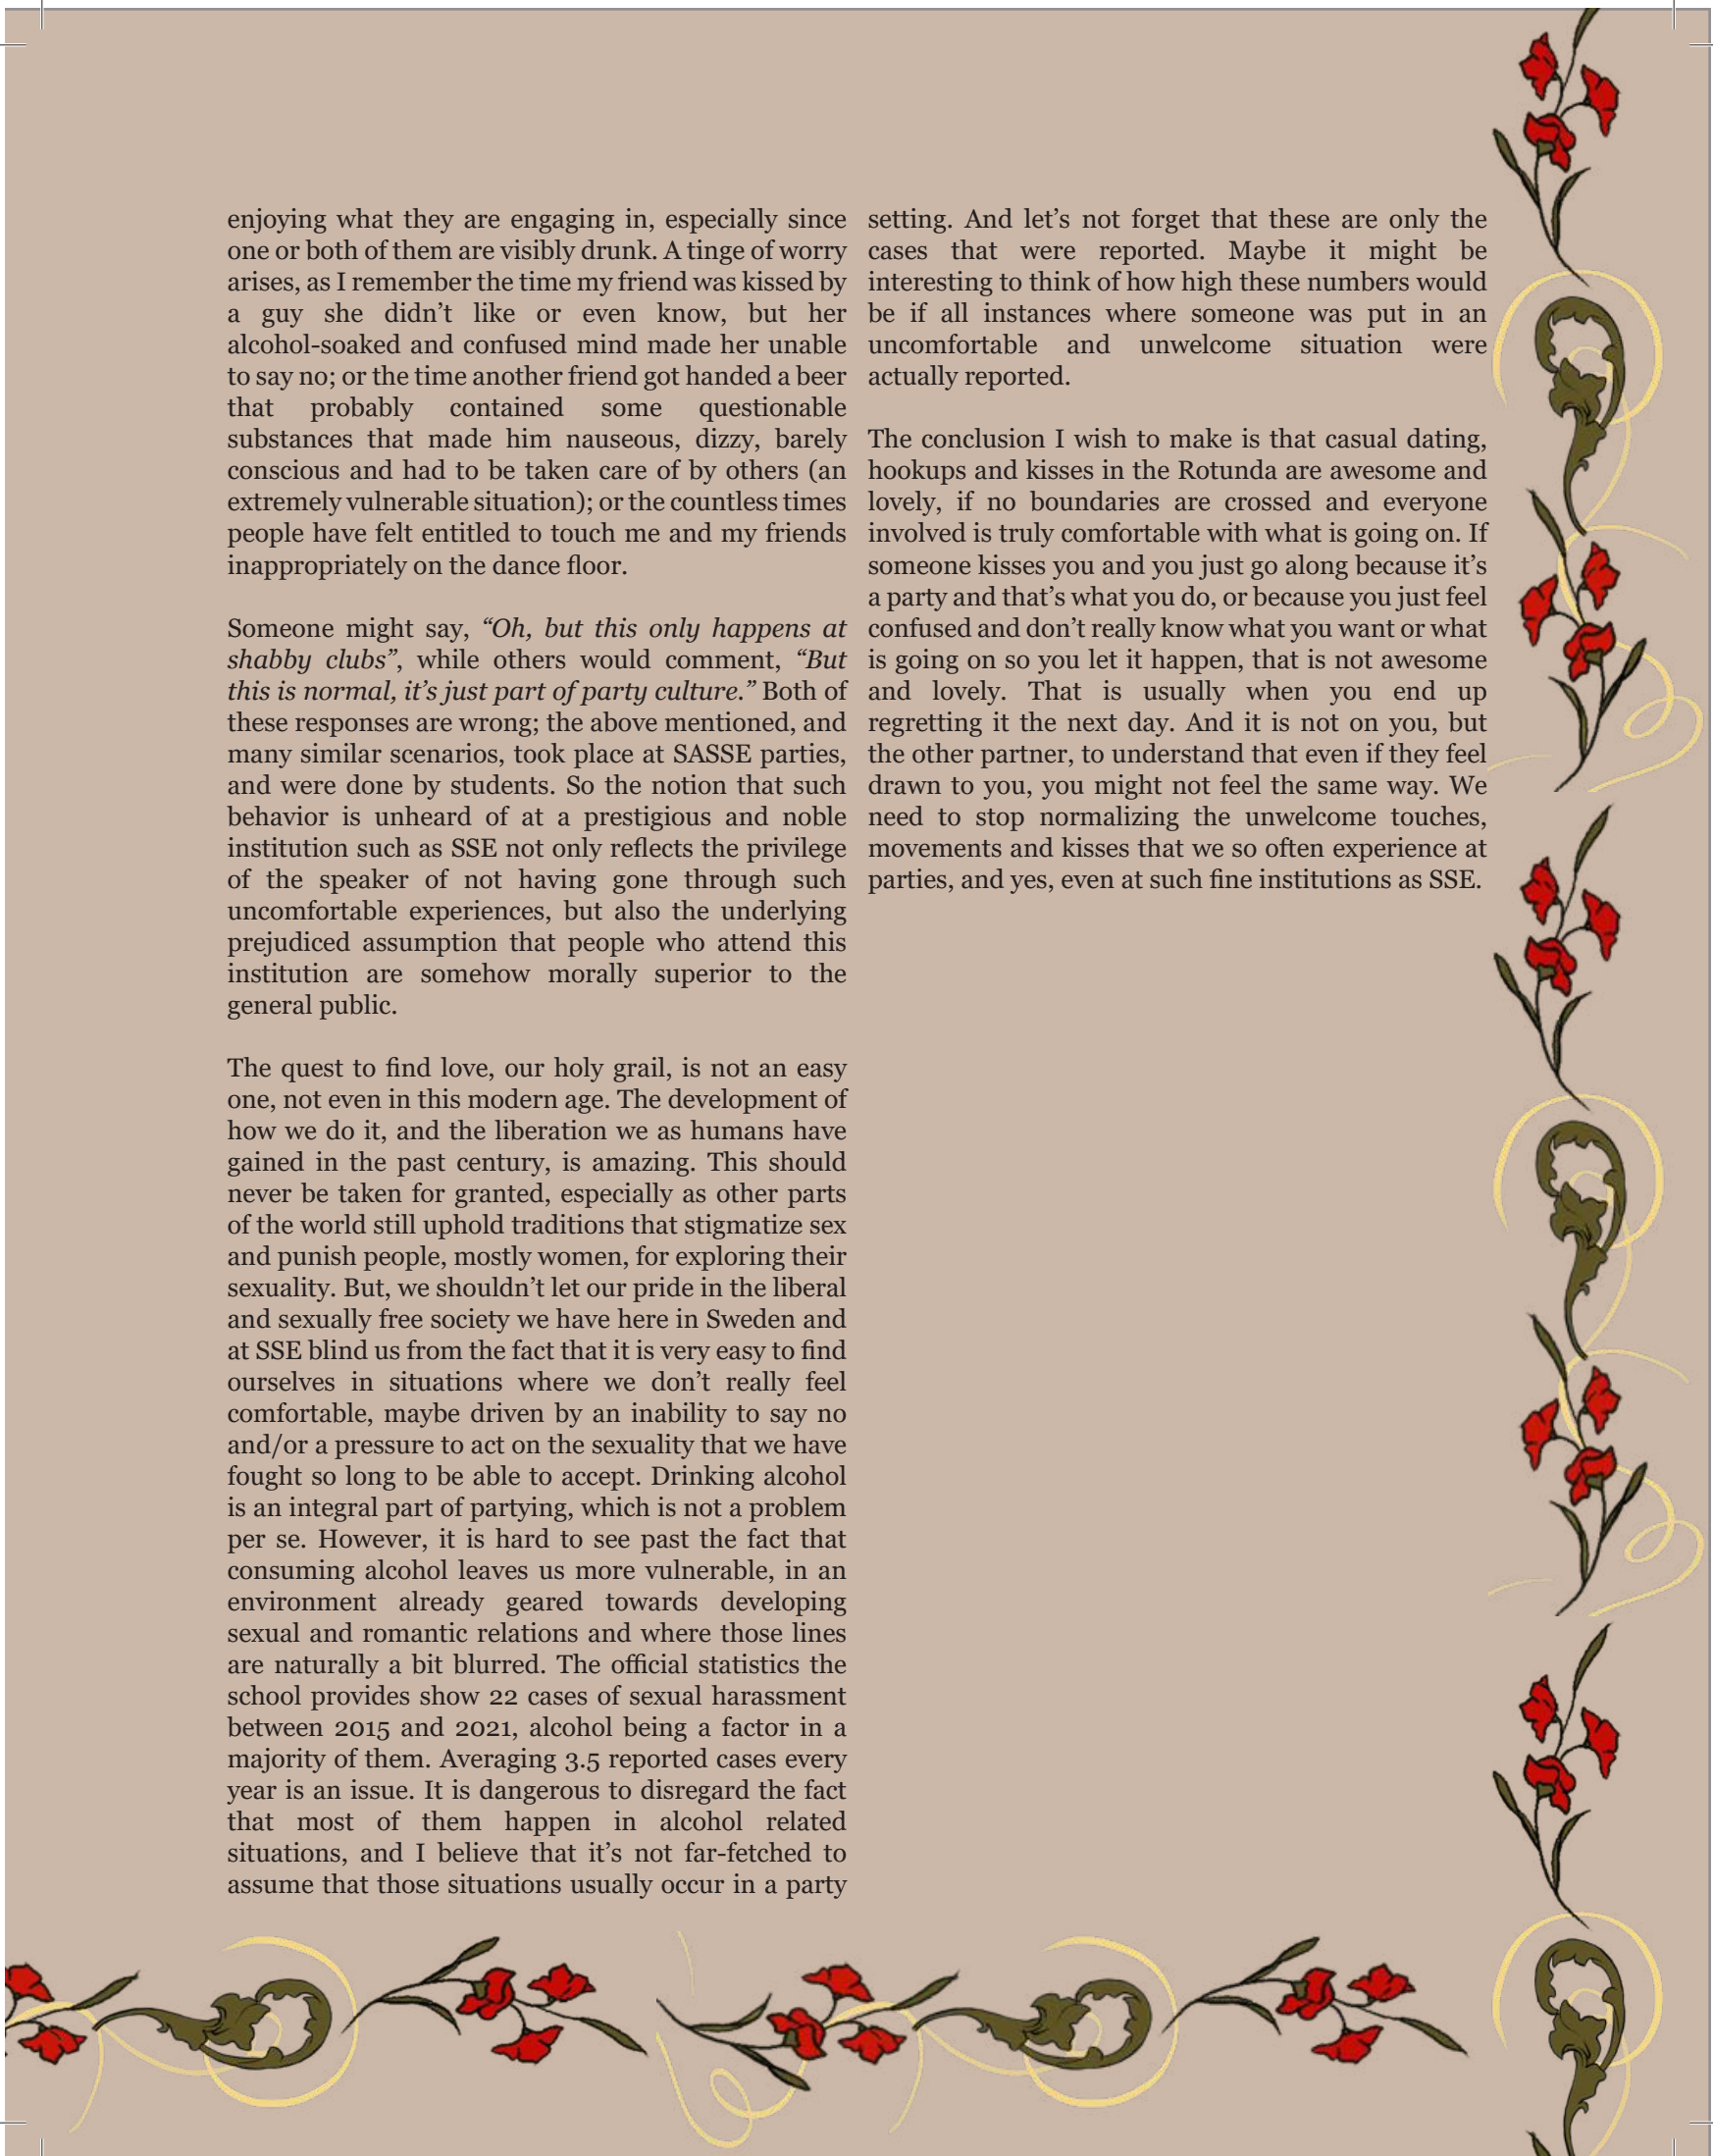 enjoying what they are engaging in, especially since
one or both of them are visibly drunk. A tinge of worry
arises, as I remember the time my friend was kissed by
a guy she didn’t like or even know, but her
alcohol-soaked and confused mind made her unable
to say no; or the time another friend got handed a beer
that probably contained some questionable
substances that made him nauseous, dizzy, barely
conscious and had to be taken care of by others (an
extremely vulnerable situation); or the countless times
people have felt entitled to touch me and my friends
inappropriately on the dance floor.
Someone might say, “Oh, but this only happens at
shabby clubs”, while others would comment, “But
this is normal, it’s just part of party culture.” Both of
these responses are wrong; the above mentioned, and
many similar scenarios, took place at SASSE parties,
and were done by students. So the notion that such
behavior is unheard of at a prestigious and noble
institution such as SSE not only reflects the privilege
of the speaker of not having gone through such
uncomfortable experiences, but also the underlying
prejudiced assumption that people who attend this
institution are somehow morally superior to the
general public.
The quest to find love, our holy grail, is not an easy
one, not even in this modern age. The development of
how we do it, and the liberation we as humans have
gained in the past century, is amazing. This should
never be taken for granted, especially as other parts
of the world still uphold traditions that stigmatize sex
and punish people, mostly women, for exploring their
sexuality. But, we shouldn’t let our pride in the liberal
and sexually free society we have here in Sweden and
at SSE blind us from the fact that it is very easy to find
ourselves in situations where we don’t really feel
comfortable, maybe driven by an inability to say no
and/or a pressure to act on the sexuality that we have
fought so long to be able to accept. Drinking alcohol
is an integral part of partying, which is not a problem
per se. However, it is hard to see past the fact that
consuming alcohol leaves us more vulnerable, in an
environment already geared towards developing
sexual and romantic relations and where those lines
are naturally a bit blurred. The official statistics the
school provides show 22 cases of sexual harassment
between 2015 and 2021, alcohol being a factor in a
majority of them. Averaging 3.5 reported cases every
year is an issue. It is dangerous to disregard the fact
that most of them happen in alcohol related
situations, and I believe that it’s not far-fetched to
assume that those situations usually occur in a party
setting. And let’s not forget that these are only the
cases that were reported. Maybe it might be
interesting to think of how high these numbers would
be if all instances where someone was put in an
uncomfortable and unwelcome situation were
actually reported.
The conclusion I wish to make is that casual dating,
hookups and kisses in the Rotunda are awesome and
lovely, if no boundaries are crossed and everyone
involved is truly comfortable with what is going on. If
someone kisses you and you just go along because it’s
a party and that’s what you do, or because you just feel
confused and don’t really know what you want or what
is going on so you let it happen, that is not awesome
and lovely. That is usually when you end up
regretting it the next day. And it is not on you, but
the other partner, to understand that even if they feel
drawn to you, you might not feel the same way. We
need to stop normalizing the unwelcome touches,
movements and kisses that we so often experience at
parties, and yes, even at such fine institutions as SSE.